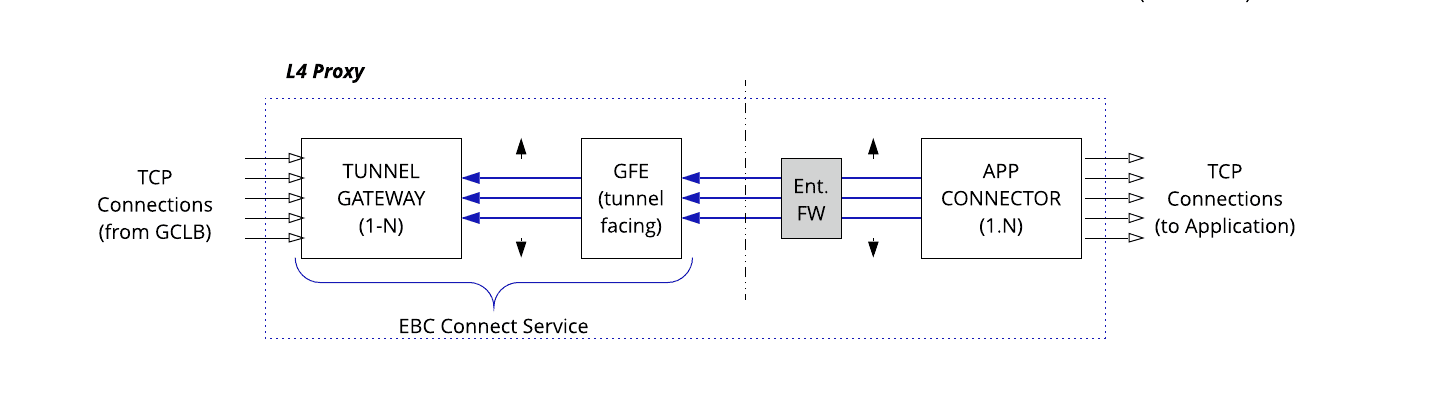 L4 Proxy
TCP
Connections
(from GCLB)
TUNNEL
GATEWAY
(1-N)
GFE
(tunnel
facing)
Ent.
FW
APP
CONNECTOR
(1.N)
TCP
Connections
(to Application)
EBC Connect Service